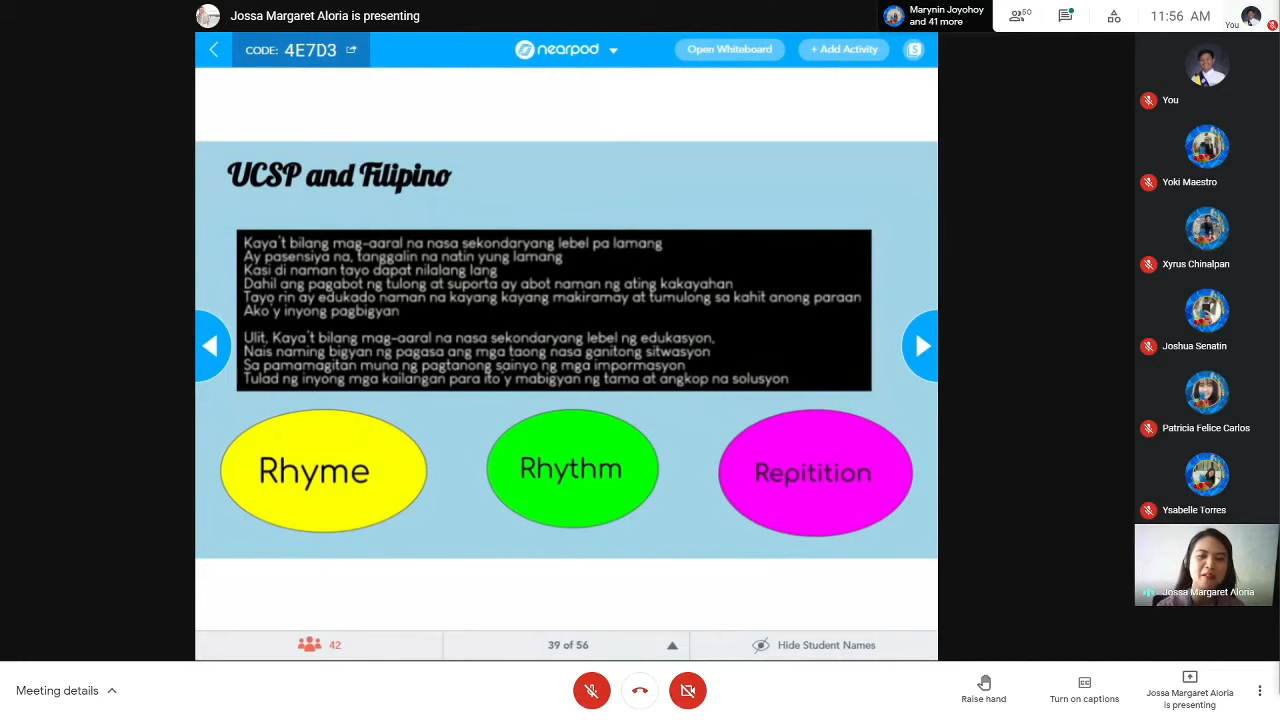 Jossa Margaret Aloria is presenting
Marynin Joyohoy
and 41 more
50
11:56 AM
You
CODE: 4E7D3
nearpod
Open Whiteboard
+ Add Activity
S
UCSP and Filipino
Kaya't bilang mag-aaral na nasa sekondaryang lebel pa lamang
Ay pasensiya na, tanggalin na natin yung lamang
Kasi di naman tayo dapat nilalang lang
Dahil ang pagabot ng tulong at suporta ay abot naman ng ating kakayahan
Tayo rin ay edukado naman na kayang kayang makiramay at tumulong sa kahit anong paraan
Ako'y inyong pagbigyan
Ulit, Kaya't bilang mag-aaral na nasa sekondaryang lebel ng edukasyon,
Nais naming bigyan ng pagasa ang mga taong nasa ganitong sitwasyon
Sa pamamagitan muna ng pagtanong sainyo ng mga impormasyon
Tulad ng inyong mga kailangan para ito'y mabigyan ng tama at angkop na solusyon
Rhyme
Rhythm
Repitition
42
39 of 56
Hide Student Names
You
Yoki Maestro
Xyrus Chinalpan
Joshua Senatin
Patricia Felice Carlos
Ysabelle Torres
Jossa Margaret Aloria
Meeting details
Raise hand
Turn on captions
Jossa Margaret Aloria
is presenting